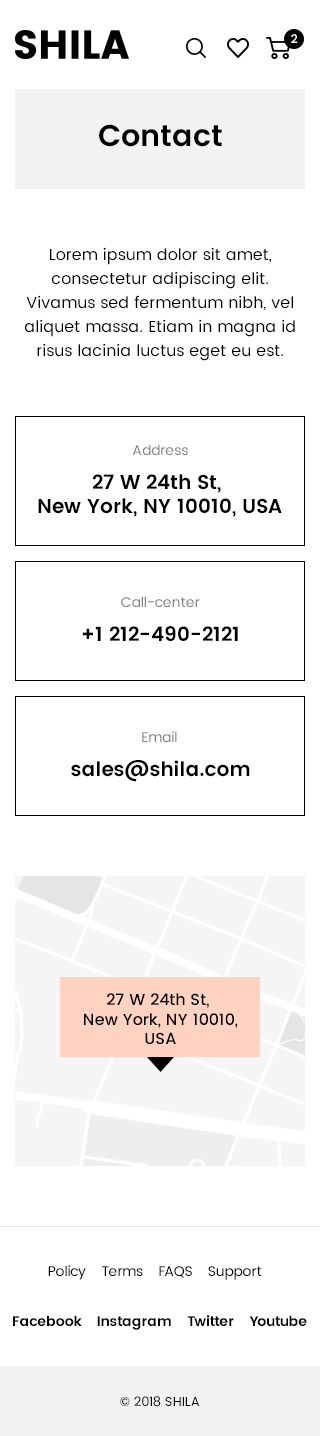 SHILA
2
Contact
Lorem ipsum dolor sit amet,
consectetur adipiscing elit.
Vivamus sed fermentum nibh, vel
aliquet massa. Etiam in magna id
risus lacinia luctus eget eu est.
Address
27 W 24th St,
New York, NY 10010, USA
Call-center
+1 212-490-2121
Email
sales@shila.com
27 W 24th St,
New York, NY 10010,
USA
Policy Terms FAQS Support
Facebook Instagram Twitter Youtube
© 2018 SHILA